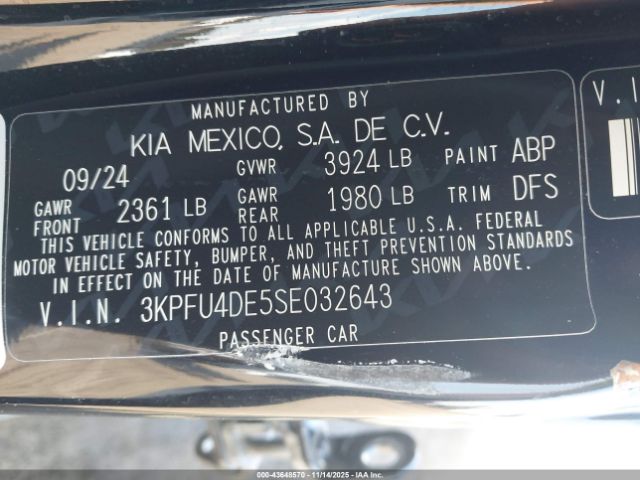 MANUFACTURED BY
KIA MEXICO, S.A. DE C.V.
09/24 GVWR 3924 LB PAINT ABP
GAWR FRONT 2361 LB GAWR REAR 1980 LB TRIM DFS
THIS VEHICLE CONFORMS TO ALL APPLICABLE U.S.A. FEDERAL
MOTOR VEHICLE SAFETY, BUMPER, AND THEFT PREVENTION STANDARDS
IN EFFECT ON THE DATE OF MANUFACTURE SHOWN ABOVE.
V.I.N. 3KPFU4DE5SE032643
PASSENGER CAR
V.I
000-43648570 11/14/2025 IAAI.COM